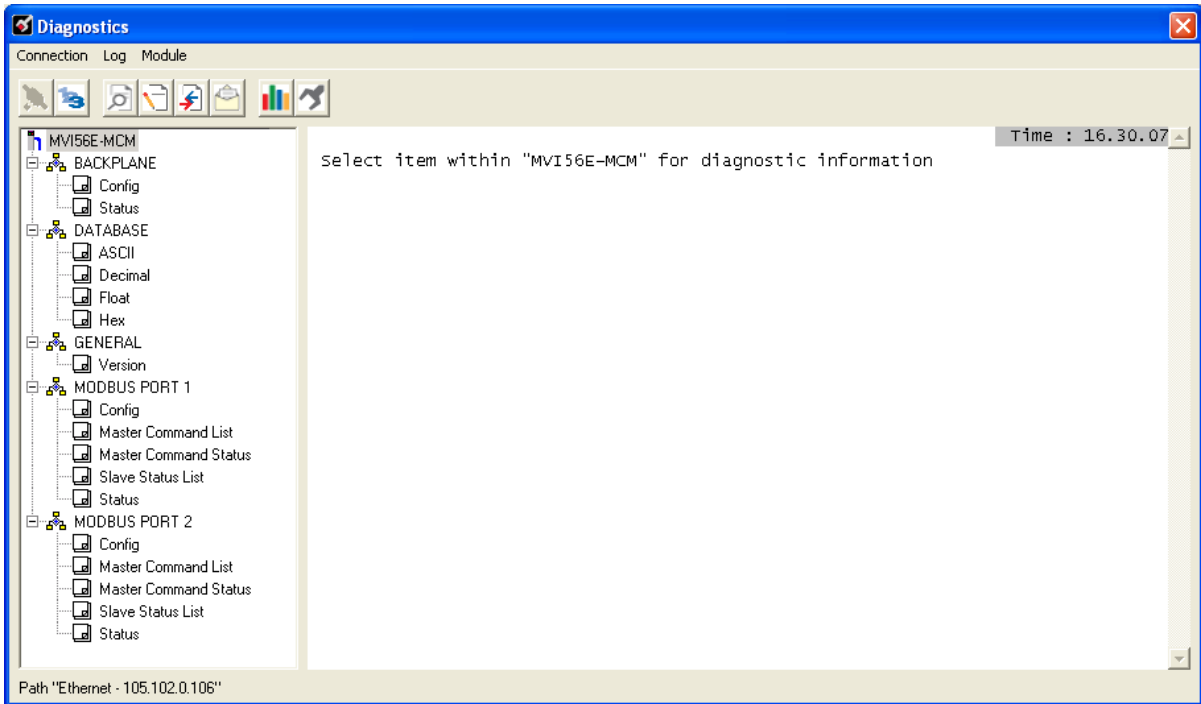 Diagnostics
Connection Log Module
MVI56E-MCM
BACKPLANE
Config
Status
DATABASE
ASCII
Decimal
Float
Hex
GENERAL
Version
MODBUS PORT 1
Config
Master Command List
Master Command Status
Slave Status List
Status
MODBUS PORT 2
Config
Master Command List
Master Command Status
Slave Status List
Status
Time : 16.30.07
Select item within "MVI56E-MCM" for diagnostic information
Path "Ethernet - 105.102.0.106"